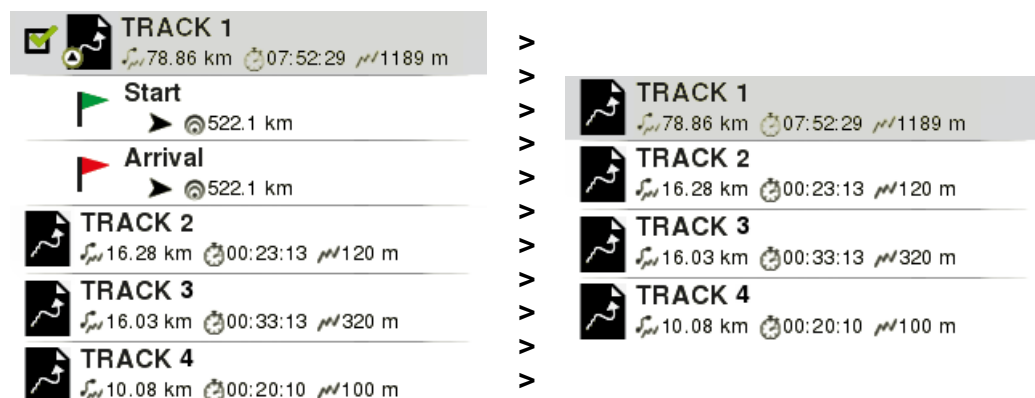 TRACK 1
78.86 km 07:52:29 1189 m
Start
522.1 km
Arrival
522.1 km
TRACK 2
16.28 km 00:23:13 120 m
TRACK 3
16.03 km 00:33:13 320 m
TRACK 4
10.08 km 00:20:10 100 m
>
>
>
>
>
>
>
>
>
>
>
TRACK 1
78.86 km 07:52:29 1189 m
TRACK 2
16.28 km 00:23:13 120 m
TRACK 3
16.03 km 00:33:13 320 m
TRACK 4
10.08 km 00:20:10 100 m